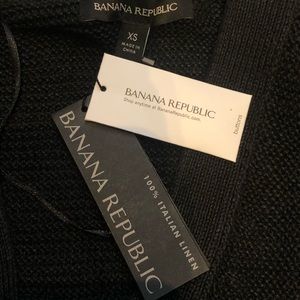 BANANA REPUBLIC
XS
MADE IN
CHINA
BANANA REPUBLIC
Shop anytime at BananaRepublic.com.
buttons
BANANA REPUBLIC
100% ITALIAN LINEN